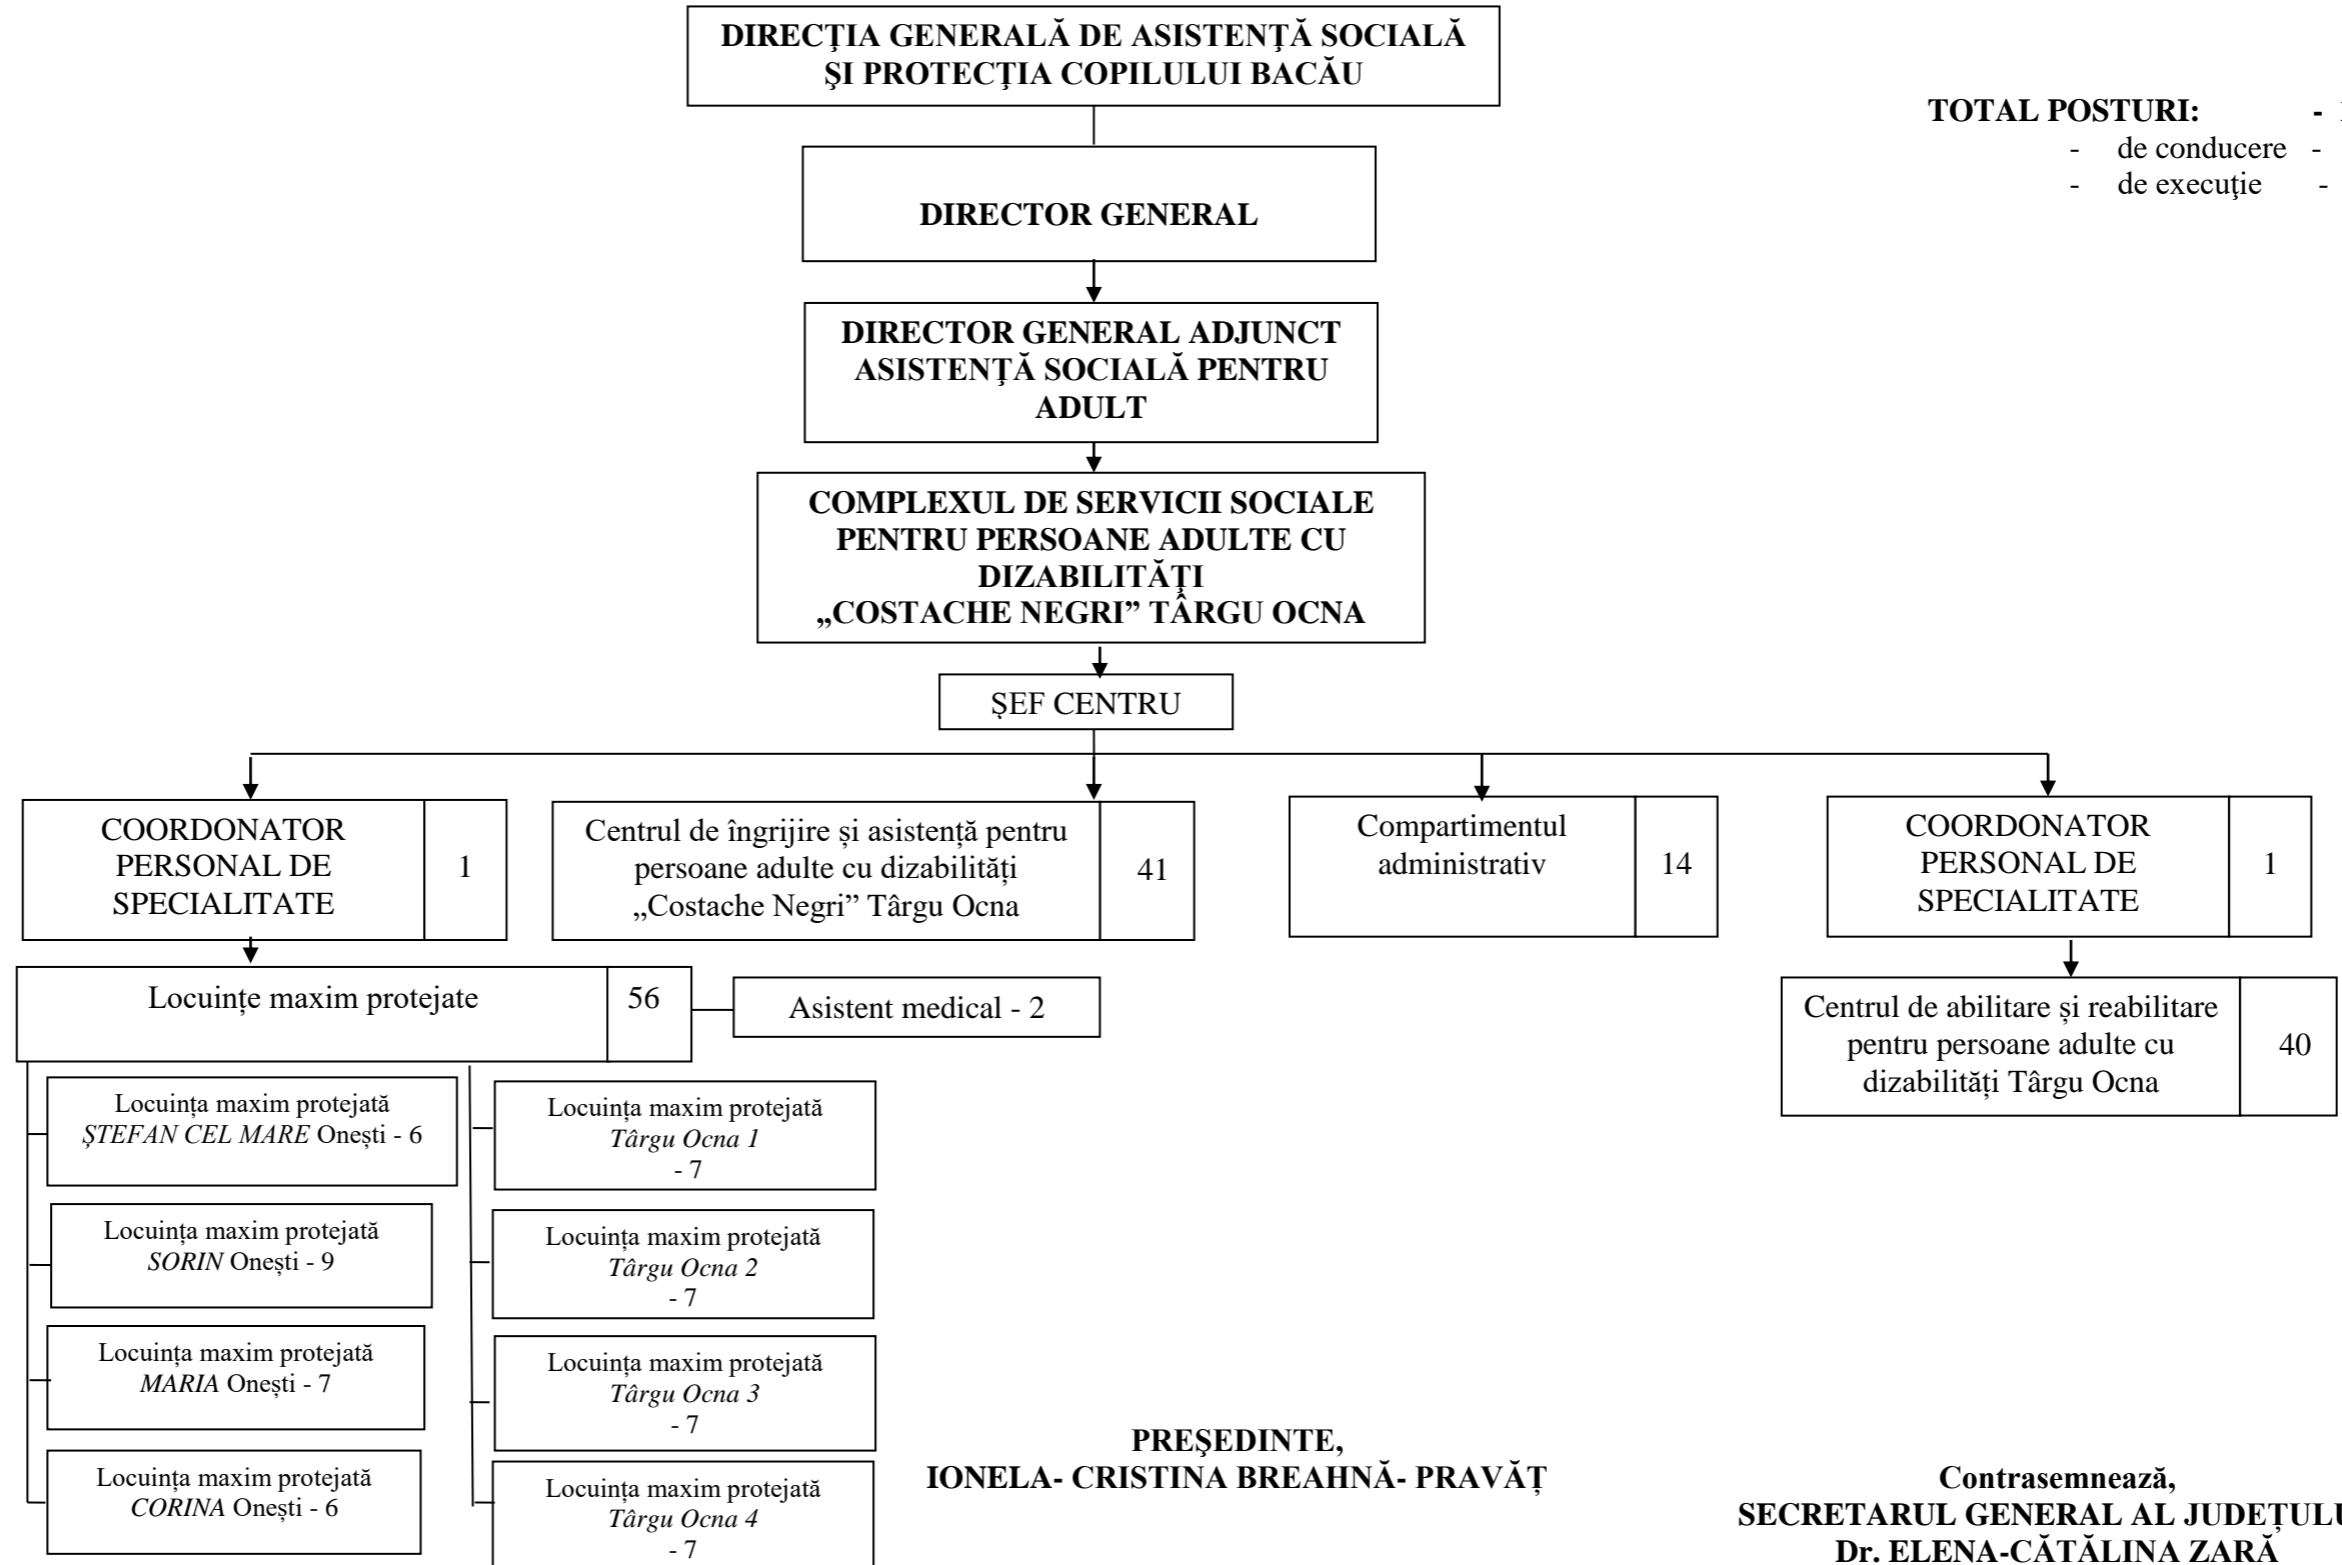 DIRECŢIA GENERALĂ DE ASISTENŢĂ SOCIALĂ
ŞI PROTECŢIA COPILULUI BACĂU
TOTAL POSTURI: -
- de conducere -
- de execuţie -
DIRECTOR GENERAL
DIRECTOR GENERAL ADJUNCT
ASISTENŢĂ SOCIALĂ PENTRU
ADULT
COMPLEXUL DE SERVICII SOCIALE
PENTRU PERSOANE ADULTE CU
DIZABILITĂŢI
„COSTACHE NEGRI” TÂRGU OCNA
ȘEF CENTRU
COORDONATOR
PERSONAL DE
SPECIALITATE
1
Centrul de îngrijire și asistență pentru
persoane adulte cu dizabilități
„Costache Negri” Târgu Ocna
41
Compartimentul
administrativ
14
COORDONATOR
PERSONAL DE
SPECIALITATE
1
Locuințe maxim protejate
56
Asistent medical - 2
Centrul de abilitare și reabilitare
pentru persoane adulte cu
dizabilități Târgu Ocna
40
Locuința maxim protejată
ȘTEFAN CEL MARE Onești - 6
Locuința maxim protejată
SORIN Onești - 9
Locuința maxim protejată
MARIA Onești - 7
Locuința maxim protejată
CORINA Onești - 6
Locuința maxim protejată
Târgu Ocna 1
- 7
Locuința maxim protejată
Târgu Ocna 2
- 7
Locuința maxim protejată
Târgu Ocna 3
- 7
Locuința maxim protejată
Târgu Ocna 4
- 7
PREŞEDINTE,
IONELA- CRISTINA BREAHNĂ- PRAVĂȚ
Contrasemnează,
SECRETARUL GENERAL AL JUDEȚULU
Dr. ELENA-CĂTĂLINA ZARĂ